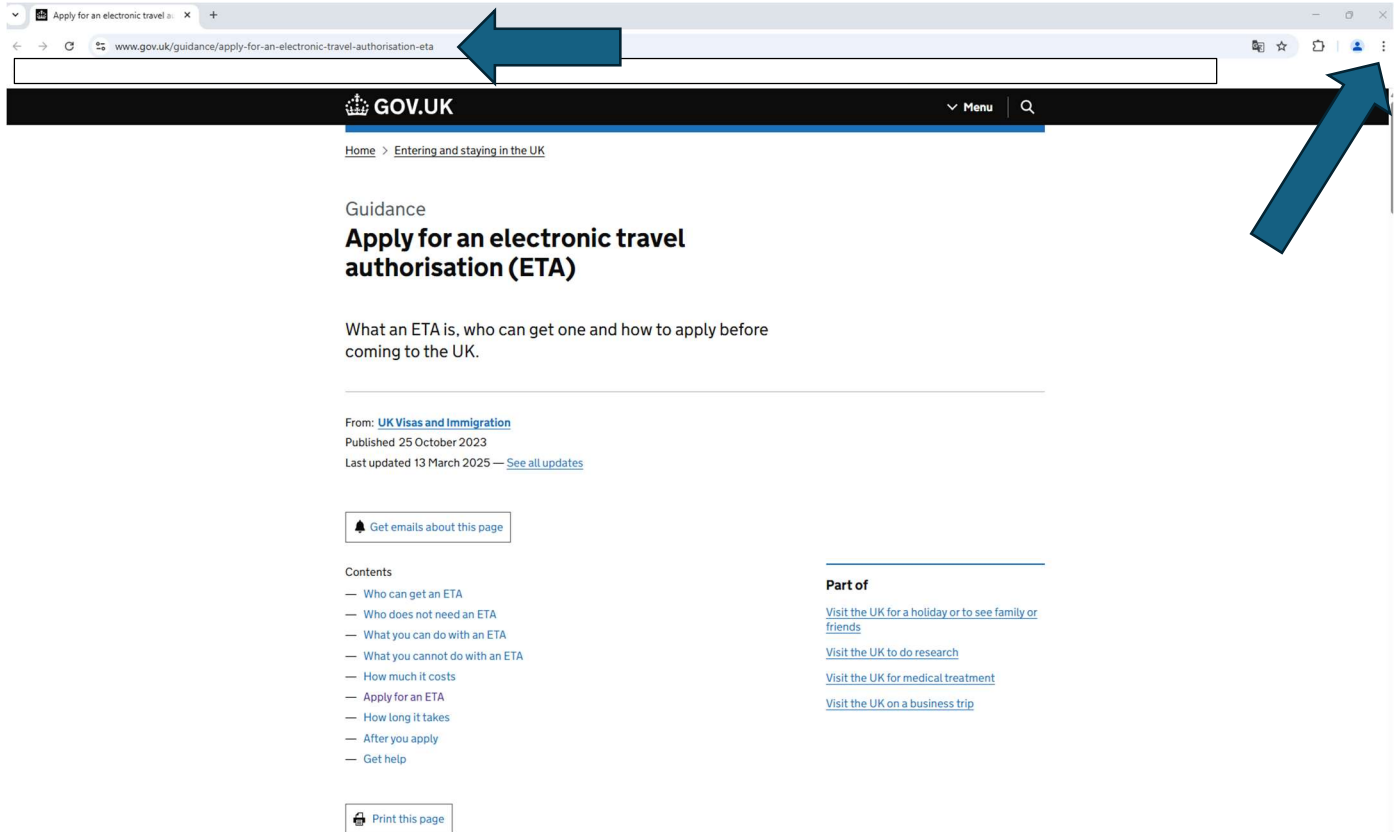 Apply for an electronic travel au
www.gov.uk/guidance/apply-for-an-electronic-travel-authorisation-eta
GOV.UK
Menu
Home > Entering and staying in the UK
Guidance
Apply for an electronic travel
authorisation (ETA)
What an ETA is, who can get one and how to apply before
coming to the UK.
From: UK Visas and Immigration
Published 25 October 2023
Last updated 13 March 2025 — See all updates
Get emails about this page
Contents
— Who can get an ETA
— Who does not need an ETA
— What you can do with an ETA
— What you cannot do with an ETA
— How much it costs
— Apply for an ETA
— How long it takes
— After you apply
— Get help
Part of
Visit the UK for a holiday or to see family or
friends
Visit the UK to do research
Visit the UK for medical treatment
Visit the UK on a business trip
Print this page